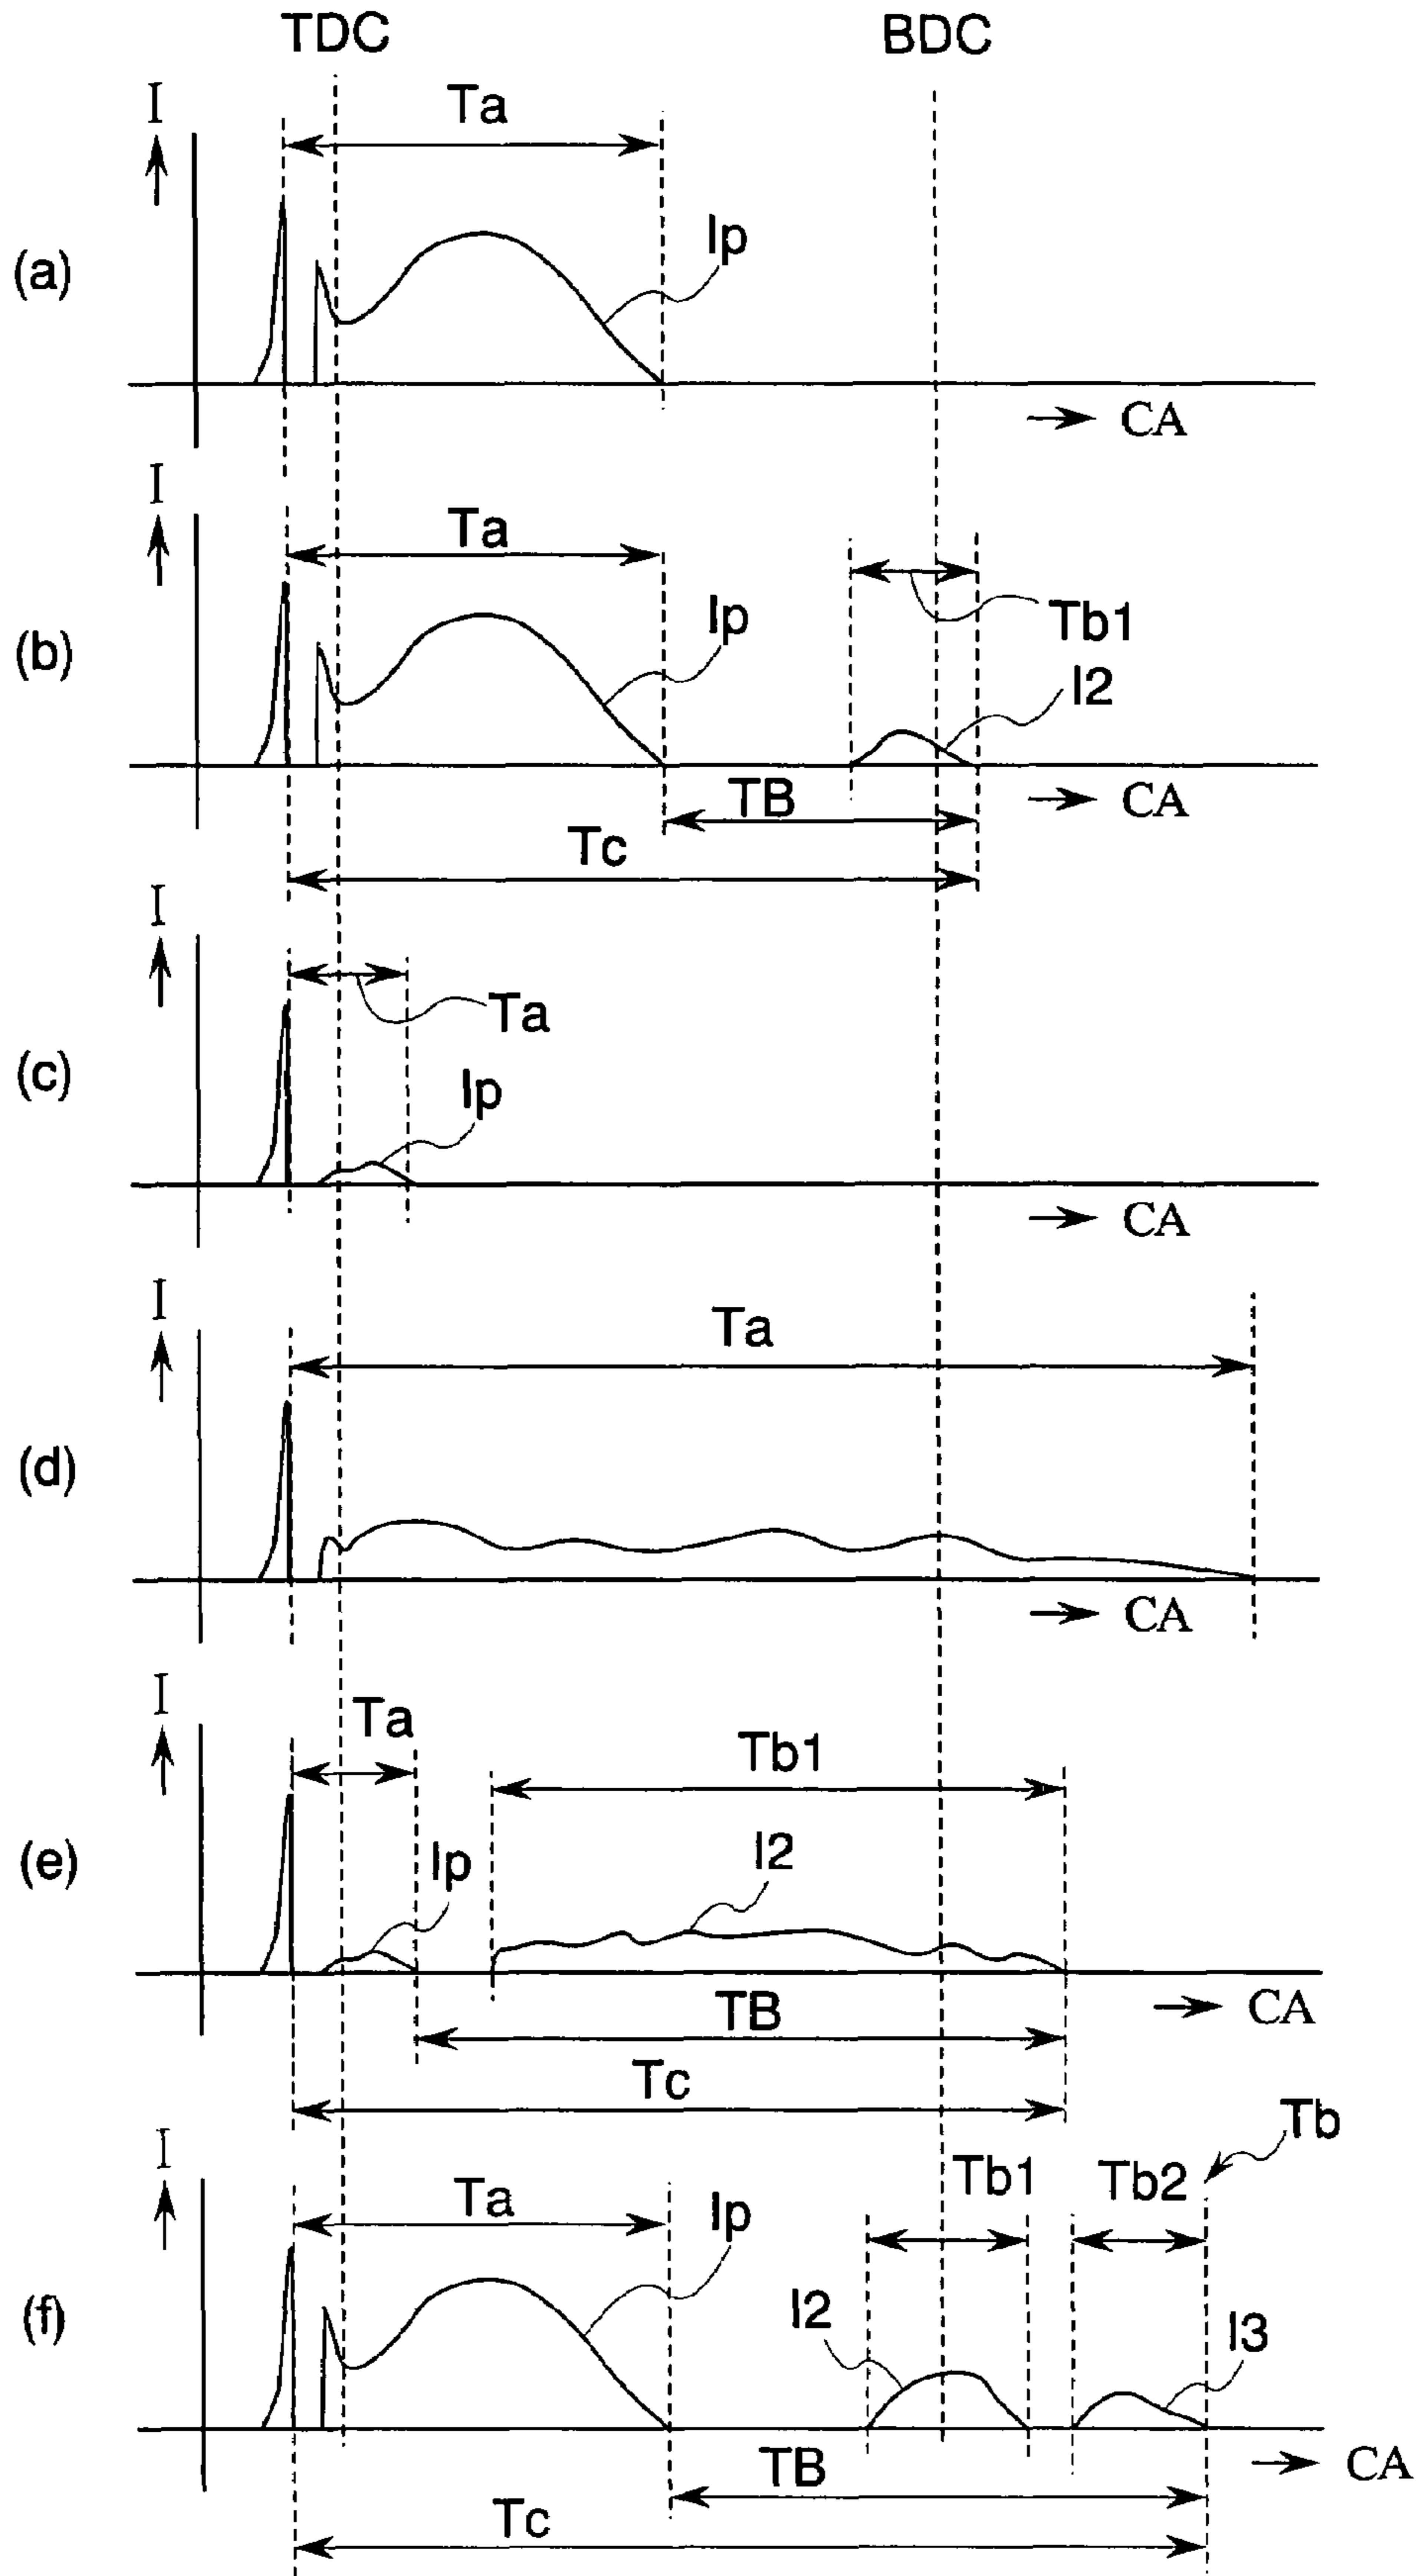 TDC
BDC
I
Ta
Ip
(a)
CA
I
Ta
Tb1
Ip
I2
(b)
TB
CA
Tc
I
Ta
Ip
(c)
CA
I
Ta
(d)
CA
I
Ta
Tb1
Ip
I2
(e)
CA
TB
Tc
I
Tb
Ta
Ip
Tb1
Tb2
(f)
I2
I3
CA
TB
Tc